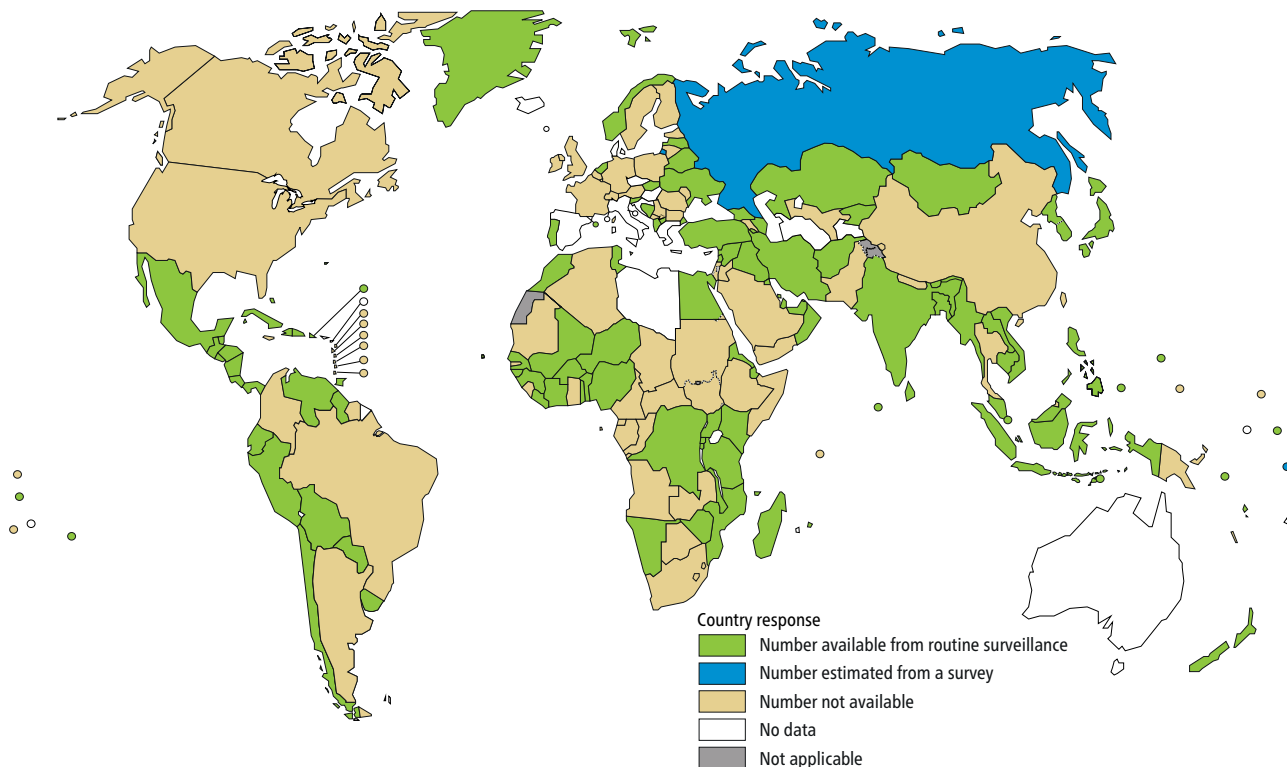 Country response
Number available from routine surveillance
Number estimated from a survey
Number not available
No data
Not applicable